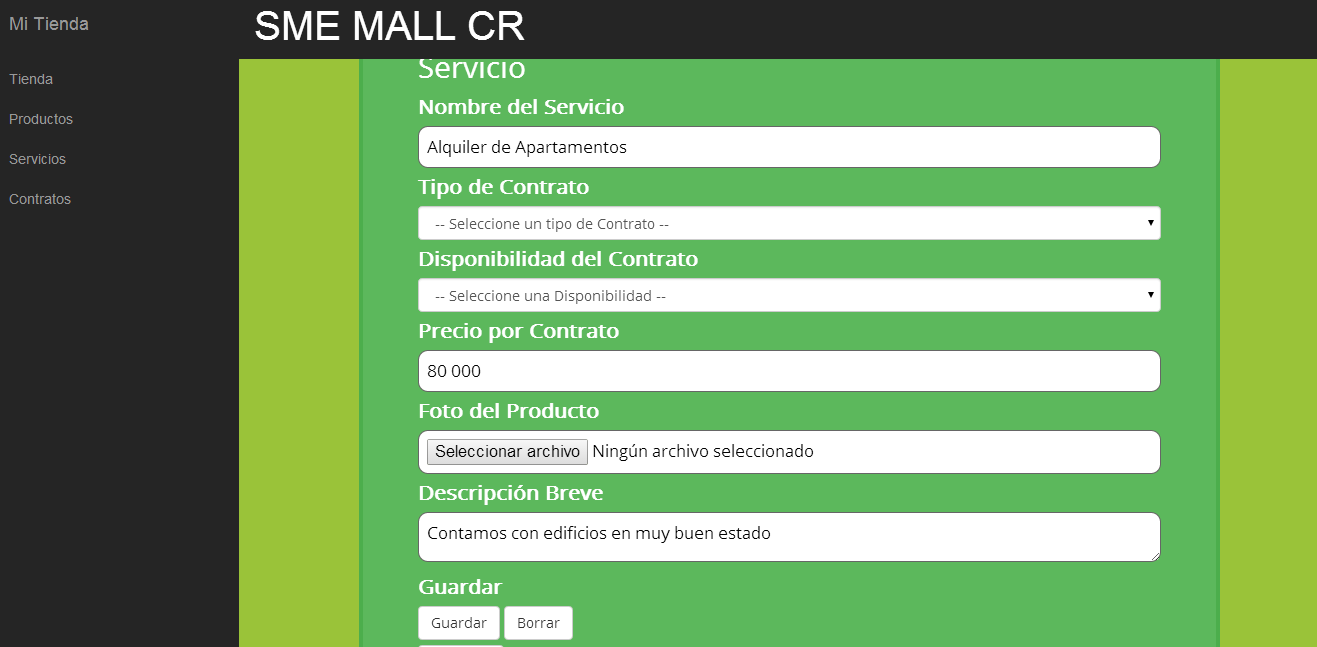 Mi Tienda
Tienda
Productos
Servicios
Contratos
SME MALL CR
Servicio
Nombre del Servicio
Alquiler de Apartamentos
Tipo de Contrato
-- Seleccione un tipo de Contrato --
Disponibilidad del Contrato
-- Seleccione una Disponibilidad --
Precio por Contrato
80 000
Foto del Producto
Seleccionar archivo Ningún archivo seleccionado
Descripción Breve
Contamos con edificios en muy buen estado
Guardar
Guardar Borrar